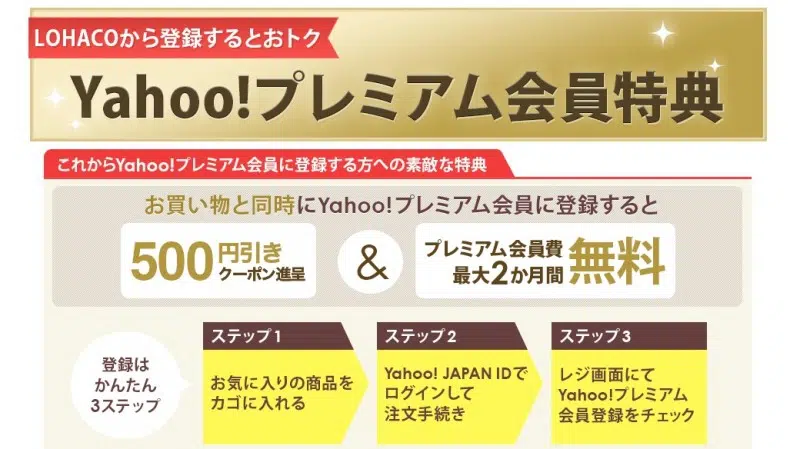 LOHACOから登録するとおトク
Yahoo!プレミアム会員特典
これからYahoo!プレミアム会員に登録する方への素敵な特典
お買い物と同時にYahoo!プレミアム会員に登録すると
500円引き
クーポン進呈
&
プレミアム会員費
最大2か月間
無料
登録は
かんたん
3ステップ
ステップ1
お気に入りの商品を
カゴに入れる
ステップ2
Yahoo! JAPAN IDで
ログインして
注文手続き
ステップ3
レジ画面にて
Yahoo!プレミアム
会員登録をチェック